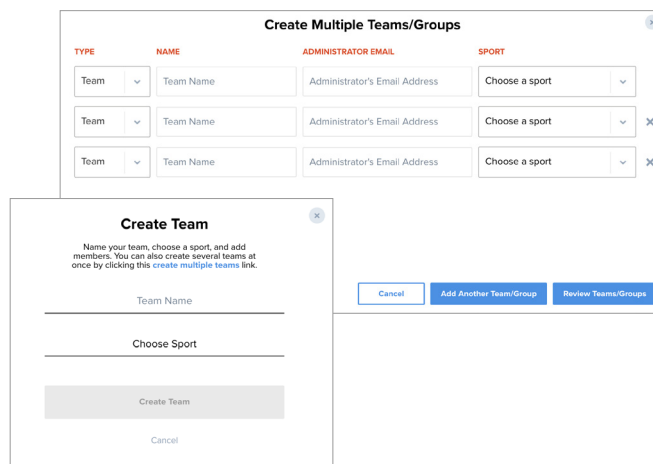 Create Multiple Teams/Groups
TYPE NAME ADMINISTRATOR EMAIL SPORT
Team Team Name Administrator's Email Address Choose a sport
Team Team Name Administrator's Email Address Choose a sport
Team Team Name Administrator's Email Address Choose a sport
Cancel Add Another Team/Group Review Teams/Groups
Create Team
Name your team, choose a sport, and add
members. You can also create several teams at
once by clicking this create multiple teams link.
Team Name
Choose Sport
Create Team
Cancel